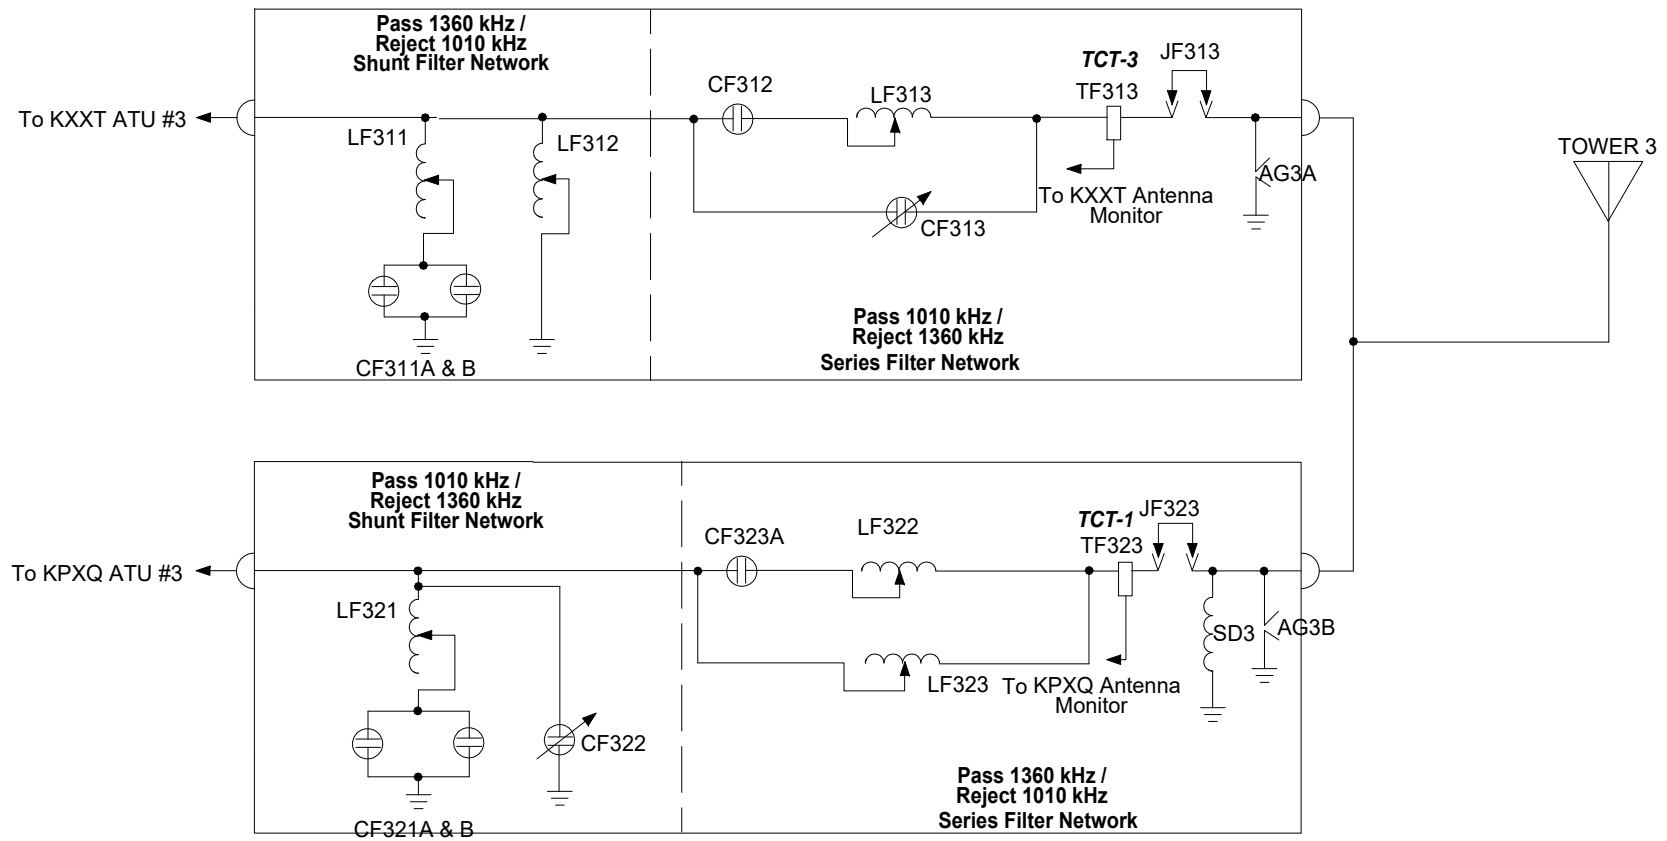 Pass 1360 kHz /
Reject 1010 kHz
Shunt Filter Network
To KXXT ATU #3
LF311
LF312
CF311A & B
CF312
LF313
CF313
TCT-3
TF313
JF313
To KXXT Antenna
Monitor
AG3A
Pass 1010 kHz /
Reject 1360 kHz
Series Filter Network
TOWER 3
Pass 1010 kHz /
Reject 1360 kHz
Shunt Filter Network
To KPXQ ATU #3
LF321
CF322
CF321A & B
CF323A
LF322
LF323
TCT-1
TF323
JF323
To KPXQ Antenna
Monitor
SD3
AG3B
Pass 1360 kHz /
Reject 1010 kHz
Series Filter Network